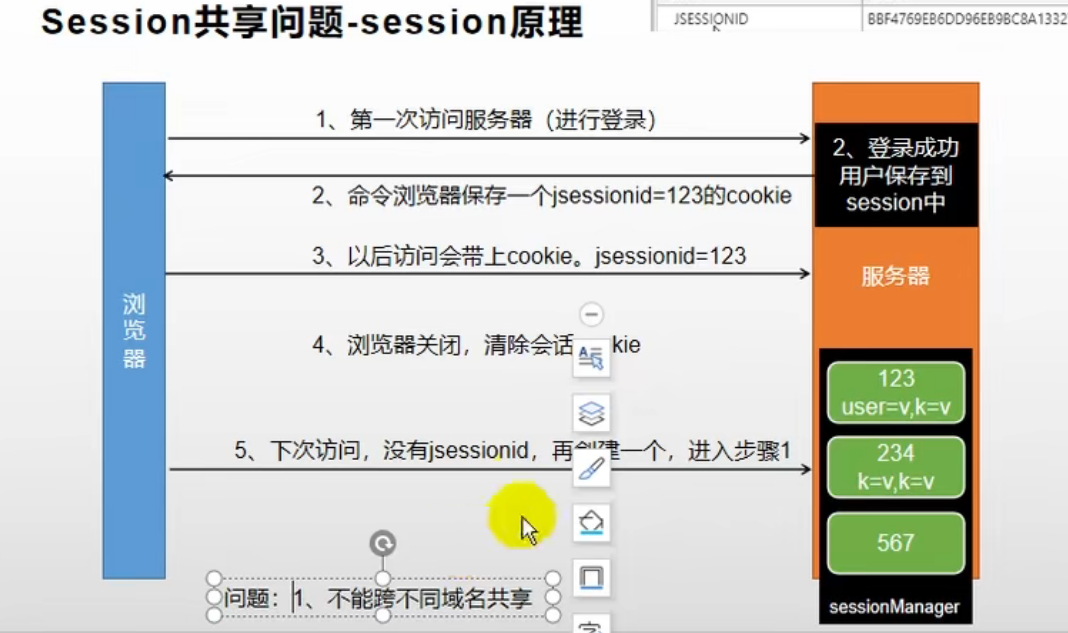 Session共享问题-session原理
JSESSIONID
BBF4769EB6DD96EB9BC8A1332
1、第一次访问服务器（进行登录）
2、登录成功
用户保存到
session中
2、命令浏览器保存一个jsessionid=123的cookie
3、以后访问会带上cookie。jsessionid=123
服务器
浏
览
器
4、浏览器关闭，清除会话 kie
123
user=v,k=v
5、下次访问，没有jsessionid，再创建一个，进入步骤1
234
k=v,k=v
567
问题：1、不能跨不同域名共享
sessionManager